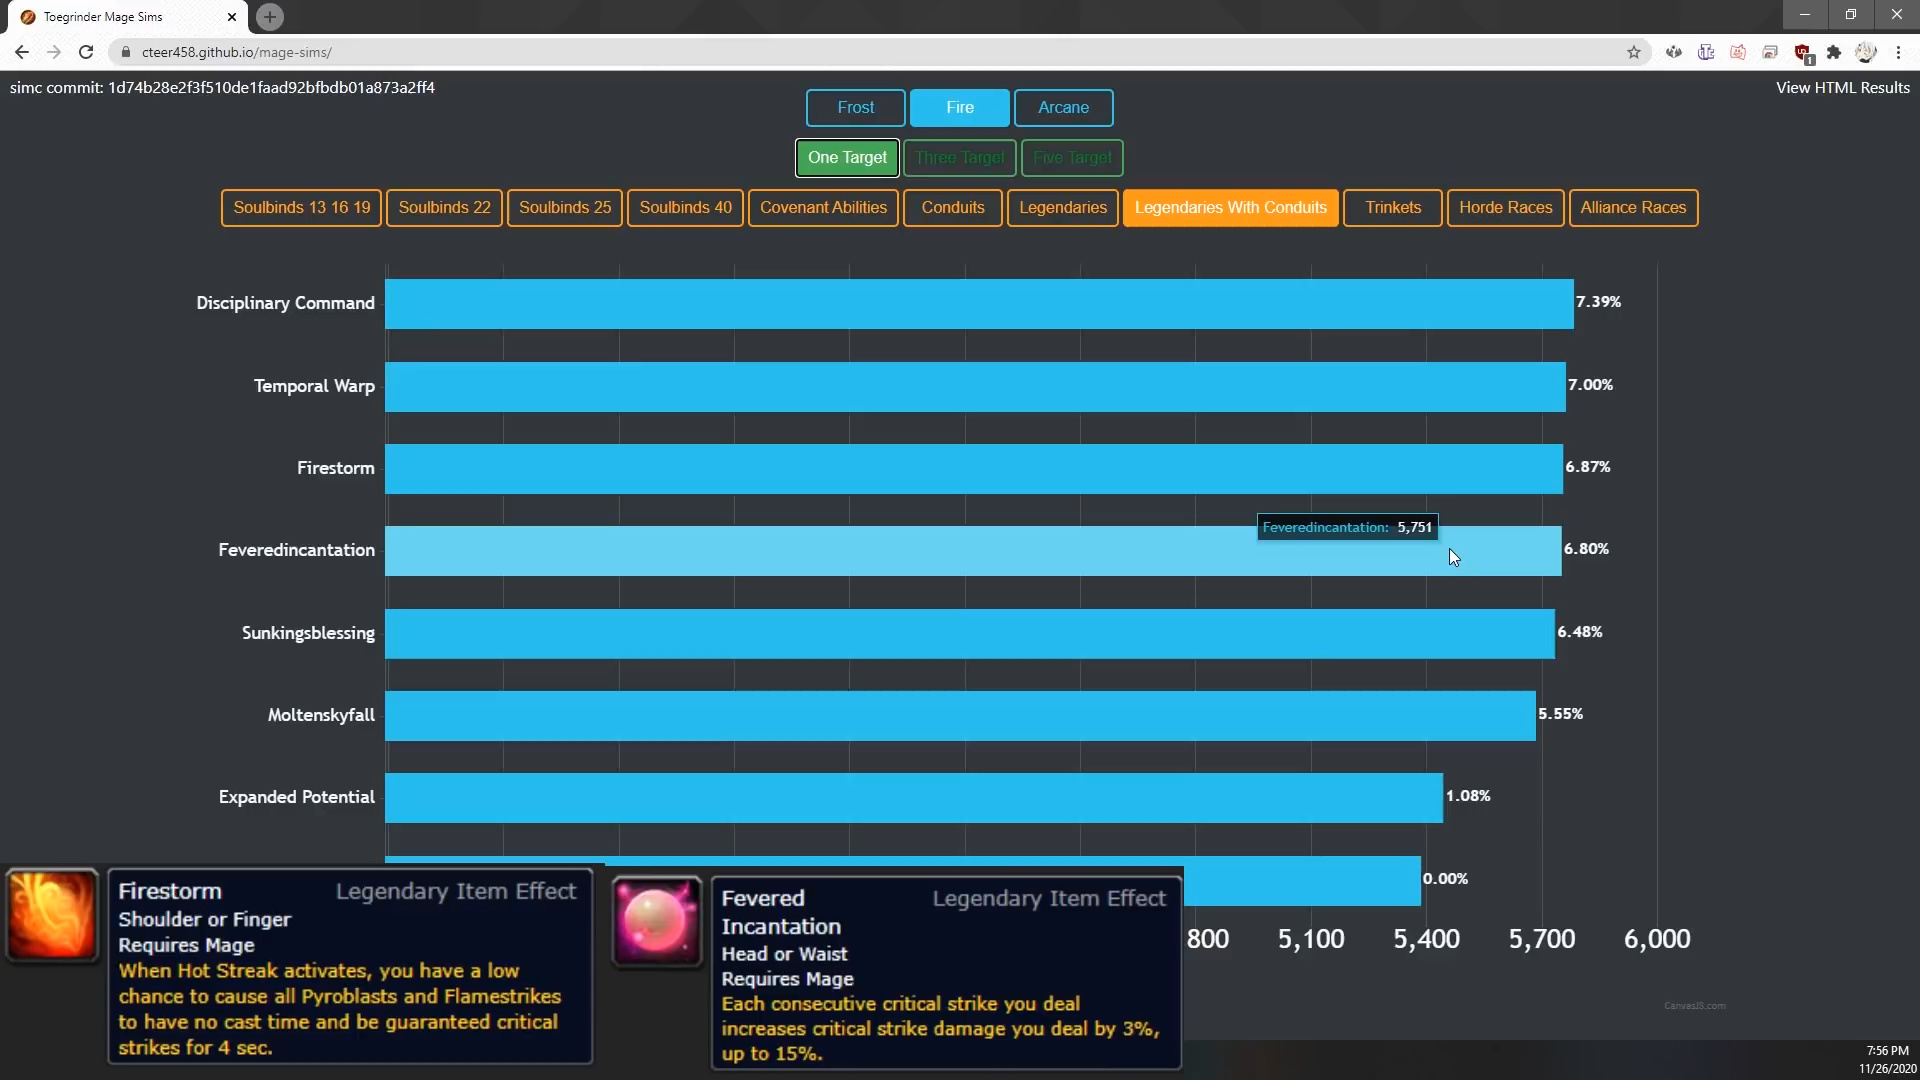 Toegrinder Mage Sims
cteer458.github.io/mage-sims/
1
simc commit: 1d74b28e2f3f510de1faad92bfbdb01a873a2ff4
View HTML Results
Frost
Fire
Arcane
One Target
Three Target
Five Target
Soulbinds 13 16 19
Soulbinds 22
Soulbinds 25
Soulbinds 40
Covenant Abilities
Conduits
Legendaries
Legendaries With Conduits
Trinkets
Horde Races
Alliance Races
Disciplinary Command
7.39%
Temporal Warp
7.00%
Firestorm
6.87%
Feveredincantation: 5,751
Feveredincantation
6.80%
Sunkingsblessing
6.48%
Moltenskyfall
5.55%
Expanded Potential
1.08%
0.00%
800
5,100
5,400
5,700
6,000
Firestorm
Legendary Item Effect
Shoulder or Finger
Requires Mage
When Hot Streak activates, you have a low
chance to cause all Pyroblasts and Flamestrikes
to have no cast time and be guaranteed critical
strikes for 4 sec.
Fevered
Legendary Item Effect
Incantation
Head or Waist
Requires Mage
Each consecutive critical strike you deal
increases critical strike damage you deal by 3%,
up to 15%.
CanvasJS.com
7:56 PM
11/26/2020